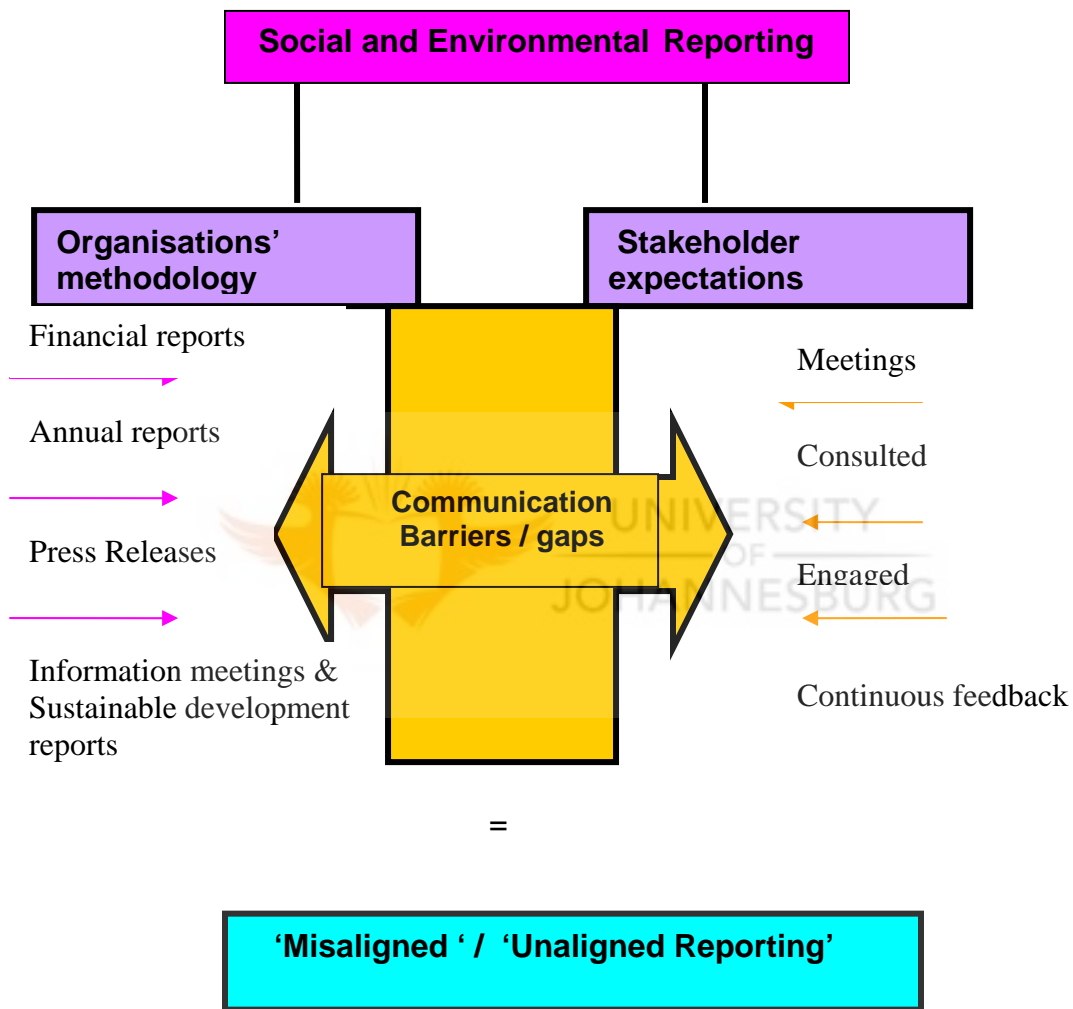 Social and Environmental Reporting
Organisations’
methodology
Stakeholder
expectations
Financial reports
Annual reports
Press Releases
Information meetings &
Sustainable development
reports
Communication
Barriers / gaps
Meetings
Consulted
Engaged
Continuous feedback
UNIVERSITY
OF
JOHANNESBURG
=
‘Misaligned ‘ / ‘Unaligned Reporting’